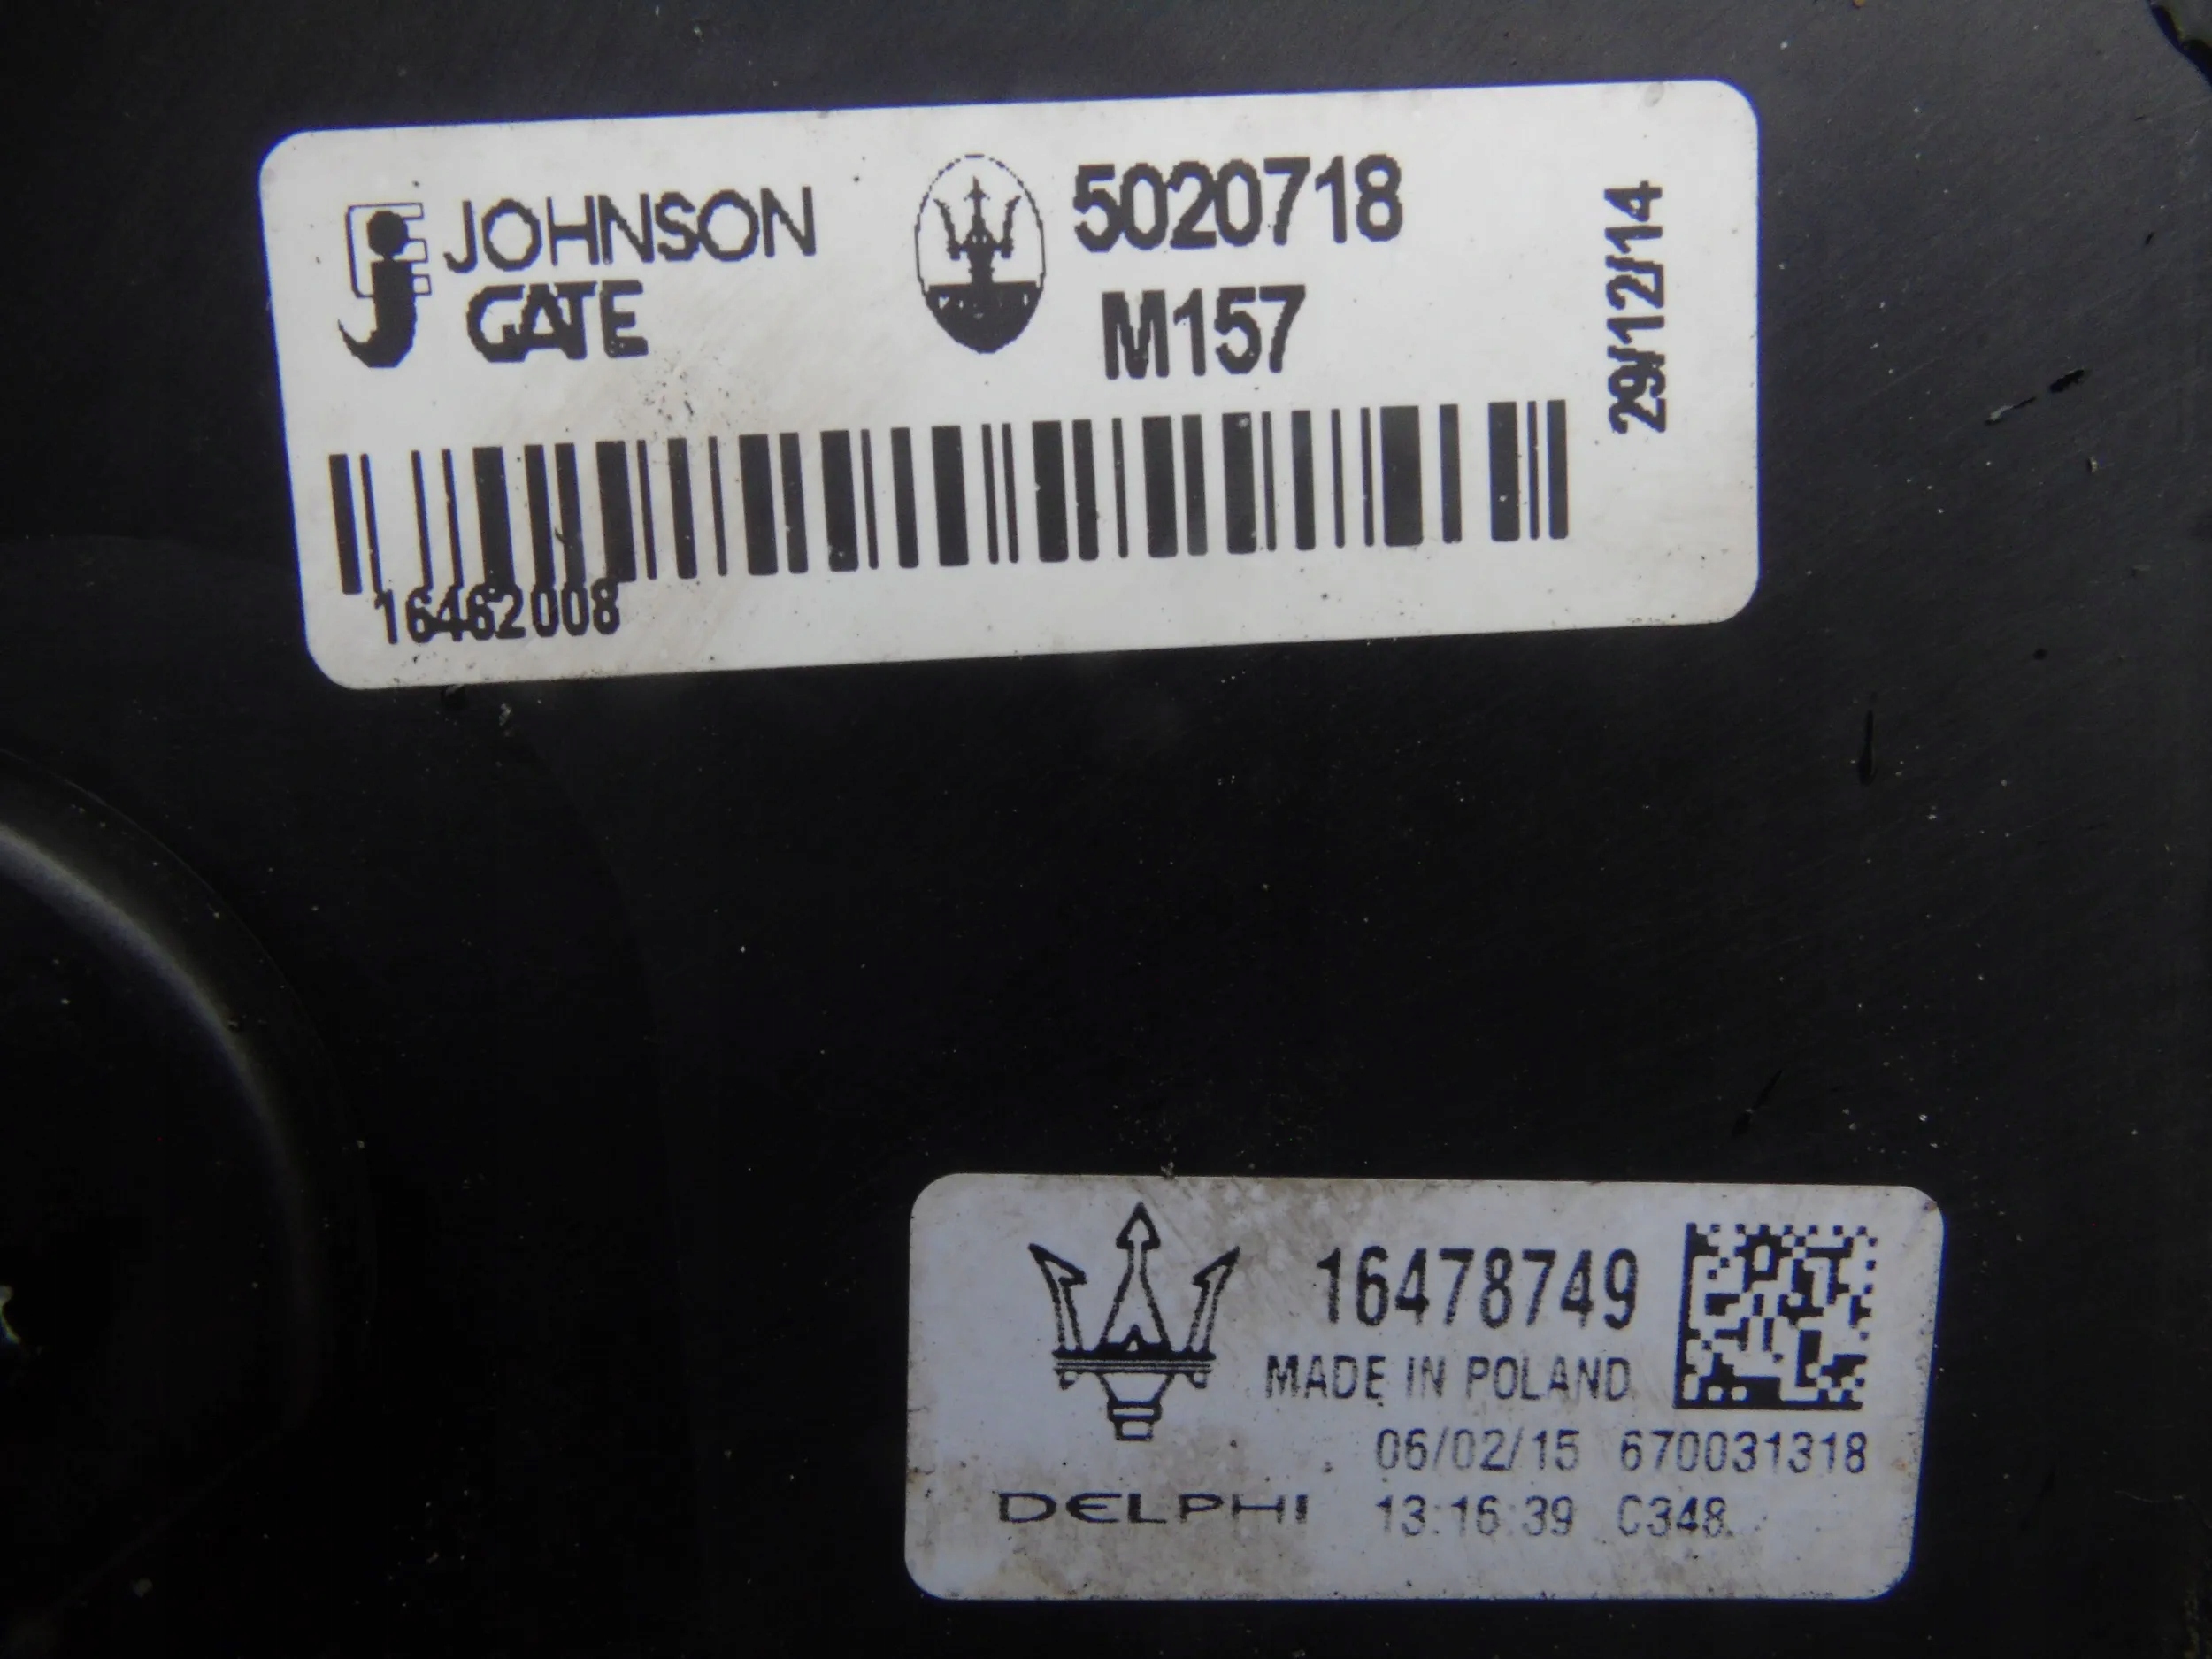 JOHNSON
GATE
5020718
M157
29/12/14
16462008
16478749
MADE IN POLAND
06/02/15 670031318
DELPHI 13:16:39 C348